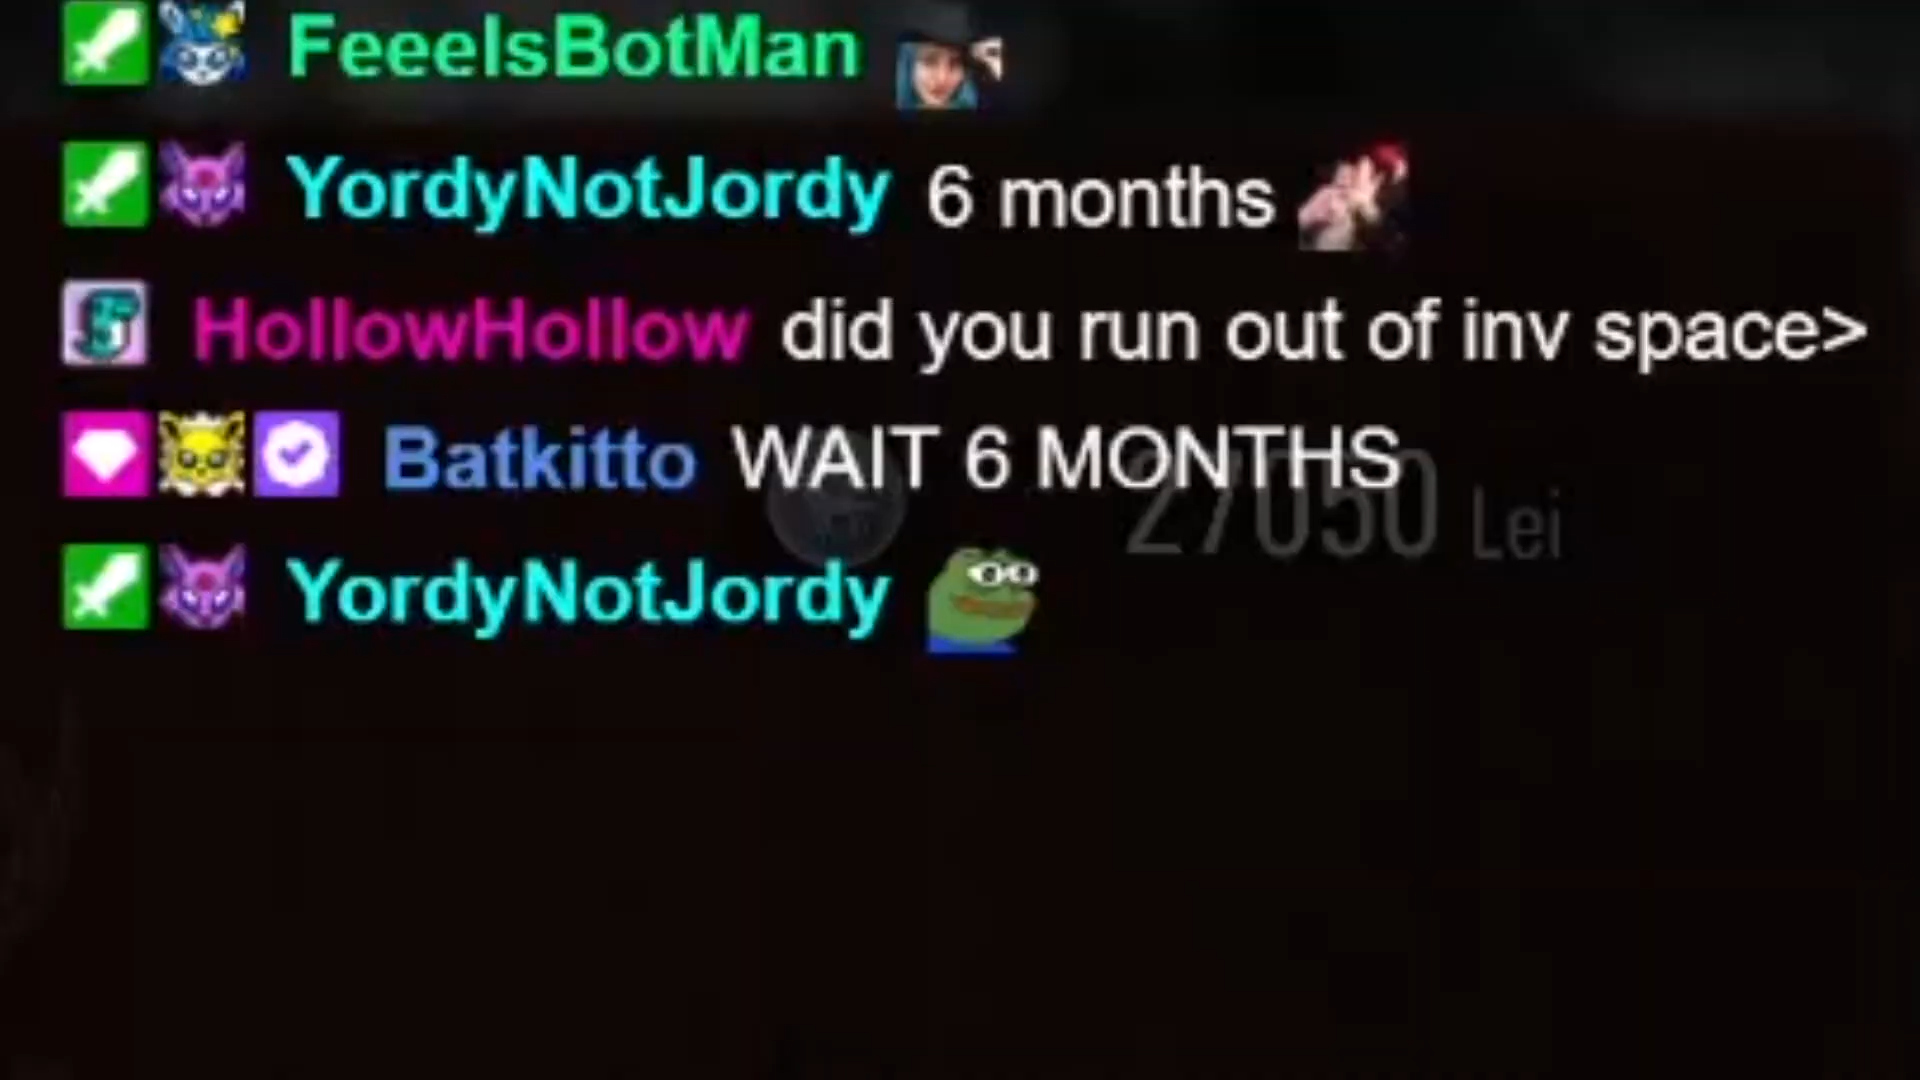 FeeelsBotMan
YordyNotJordy 6 months
HollowHollow did you run out of inv space>
Batkitto WAIT 6 MONTHS
27050 Lei
YordyNotJordy